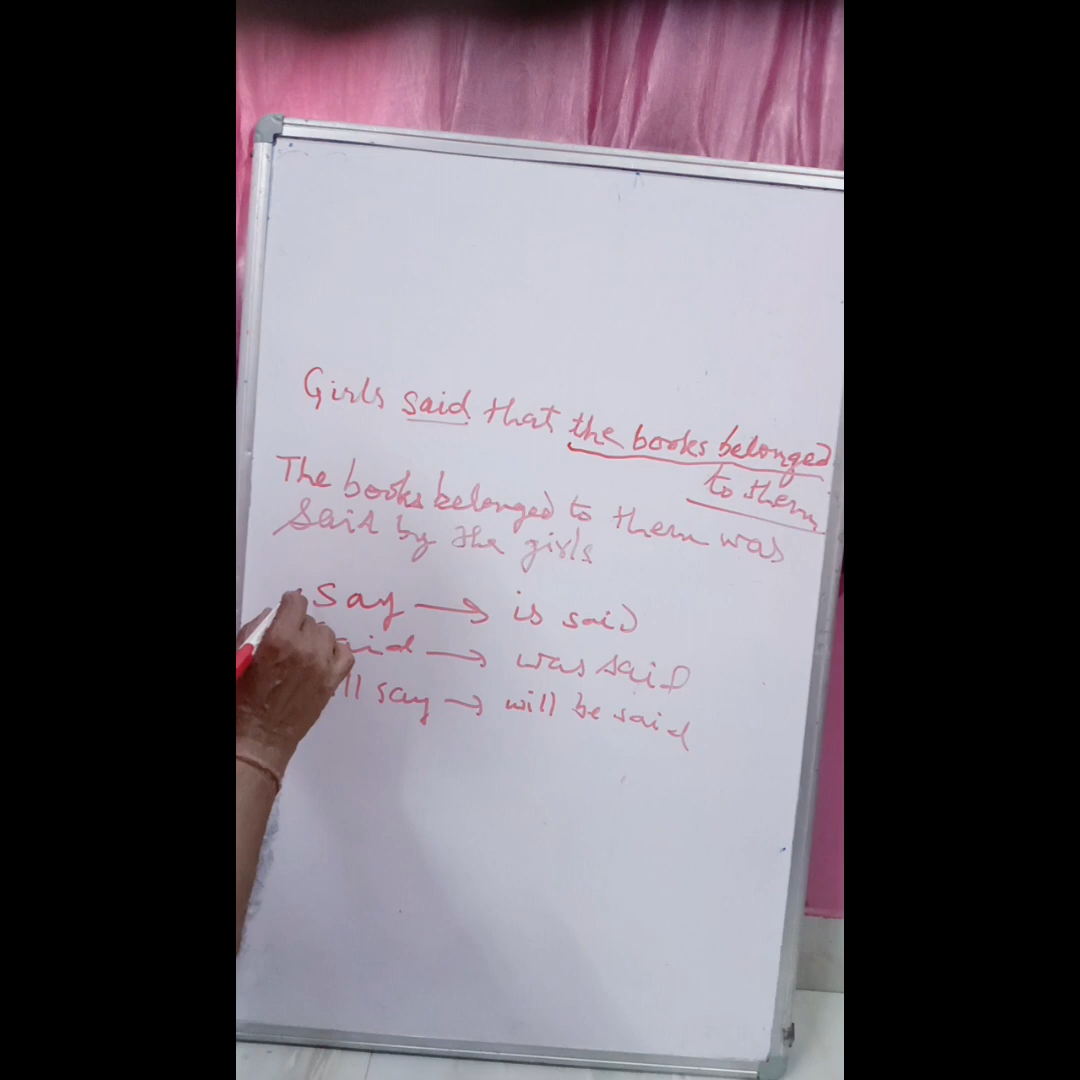 Girls said that the books belonged
to them
The books belonged to them was
said by the girls
say → is said
→ was said
say → will be said